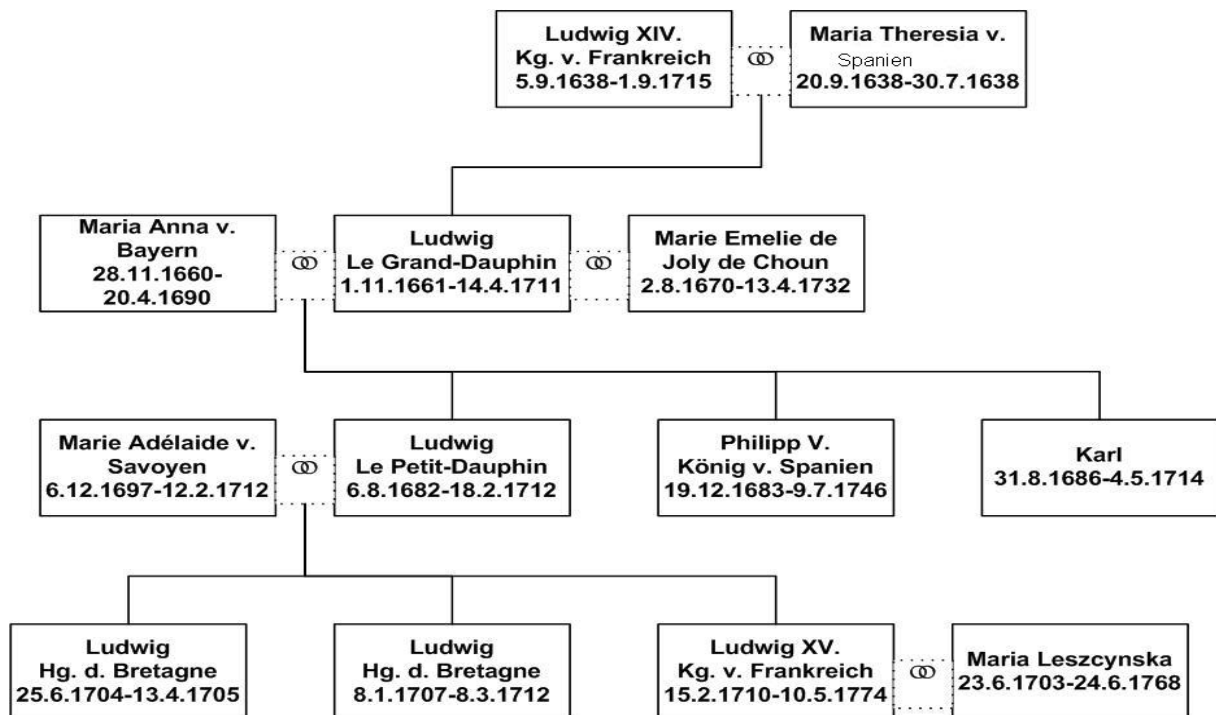 Ludwig XIV.
Kg. v. Frankreich
5.9.1638-1.9.1715
Maria Theresia v.
Spanien
20.9.1638-30.7.1638
Maria Anna v.
Bayern
28.11.1660-
20.4.1690
Ludwig
Le Grand-Dauphin
1.11.1661-14.4.1711
Marie Emelie de
Joly de Choun
2.8.1670-13.4.1732
Marie Adélaide v.
Savoyen
6.12.1697-12.2.1712
Ludwig
Le Petit-Dauphin
6.8.1682-18.2.1712
Philipp V.
König v. Spanien
19.12.1683-9.7.1746
Karl
31.8.1686-4.5.1714
Ludwig
Hg. d. Bretagne
25.6.1704-13.4.1705
Ludwig
Hg. d. Bretagne
8.1.1707-8.3.1712
Ludwig XV.
Kg. v. Frankreich
15.2.1710-10.5.1774
Maria Leszcynska
23.6.1703-24.6.1768